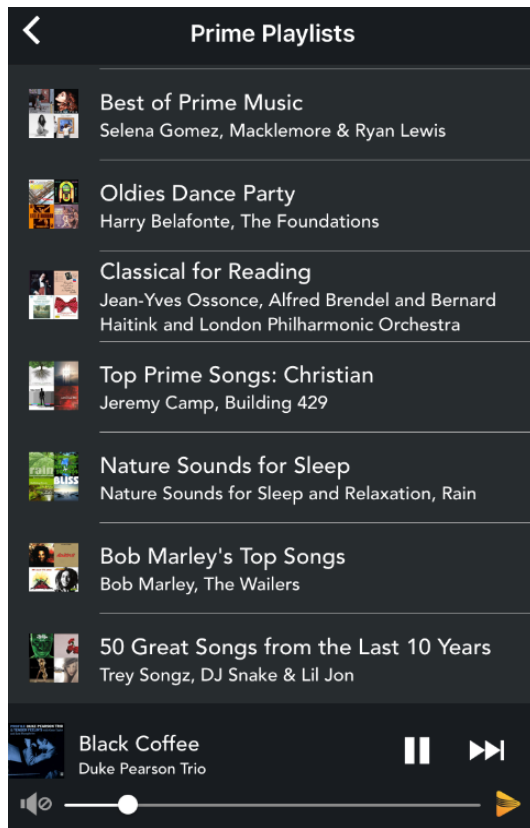 Prime Playlists
Best of Prime Music
Selena Gomez, Macklemore & Ryan Lewis
Oldies Dance Party
Harry Belafonte, The Foundations
Classical for Reading
Jean-Yves Ossonce, Alfred Brendel and Bernard
Haitink and London Philharmonic Orchestra
Top Prime Songs: Christian
Jeremy Camp, Building 429
rain
BLISS
Nature Sounds for Sleep
Nature Sounds for Sleep and Relaxation, Rain
Bob Marley's Top Songs
Bob Marley, The Wailers
50 Great Songs from the Last 10 Years
Trey Songz, DJ Snake & Lil Jon
Black Coffee
Duke Pearson Trio